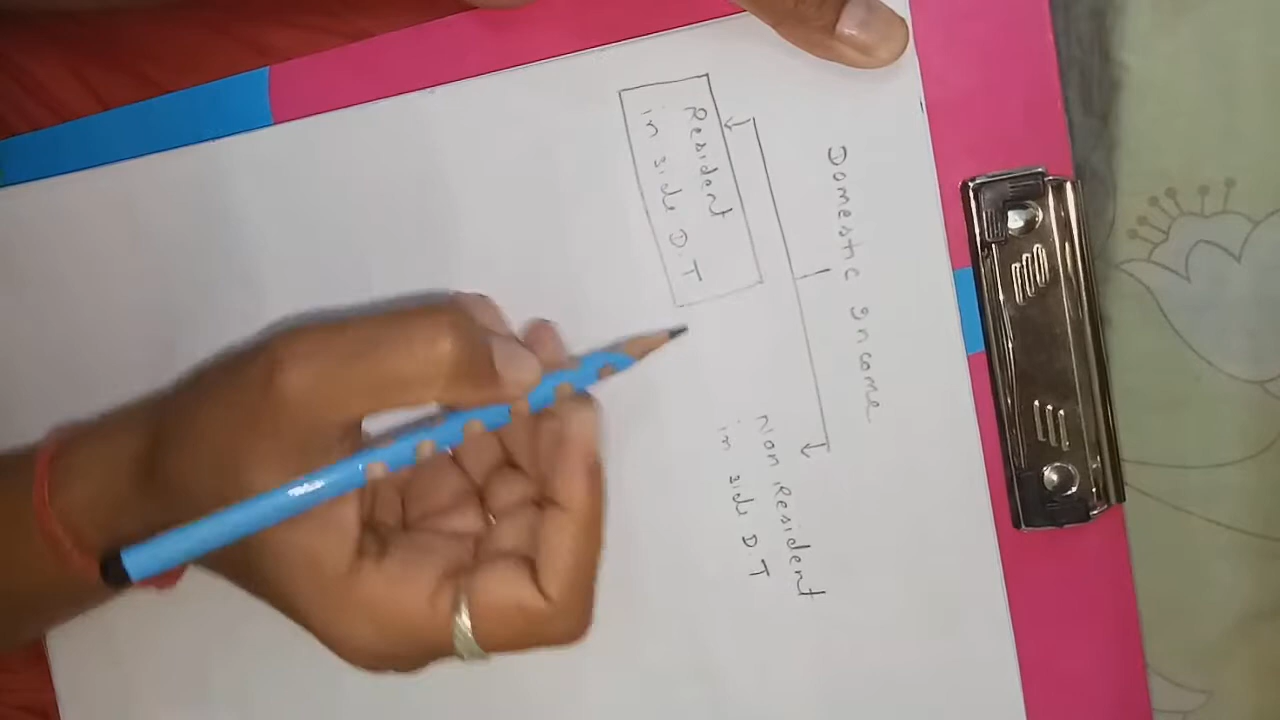 Domestic Income
Resident
in side D.T
Non Resident
in side D.T